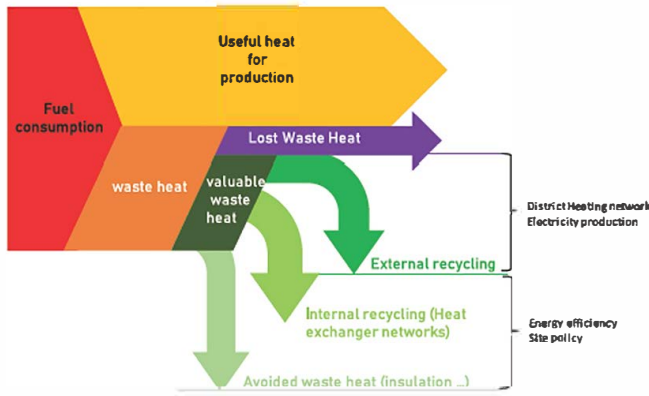 Useful heat
for
production
Fuel
consumption
Lost Waste Heat
waste heat
valuable
waste
heat
District Heating network
Electricity production
External recycling
Internal recycling (Heat
exchanger networks)
Energy efficiency
Site policy
Avoided waste heat (insulation ...)